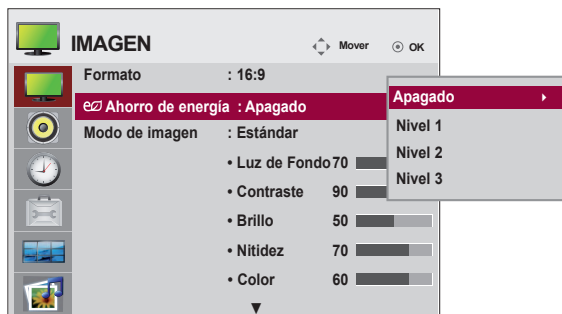 IMAGEN
Mover
OK
Formato : 16:9
eø Ahorro de energía : Apagado
Modo de imagen : Estándar
• Luz de Fondo 70
• Contraste 90
• Brillo 50
• Nitidez 70
• Color 60
Apagado
Nivel 1
Nivel 2
Nivel 3